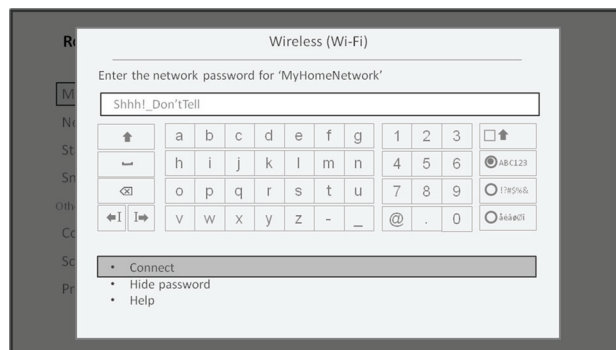 Wireless (Wi-Fi)
Enter the network password for ‘MyHomeNetwork’
Shhh!_Don’tTell
a b c d e f g 1 2 3
h i j k l m n 4 5 6 ABC123
o p q r s t u 7 8 9 !?#$%&
v w x y z - _ @ . 0
• Connect
• Hide password
• Help